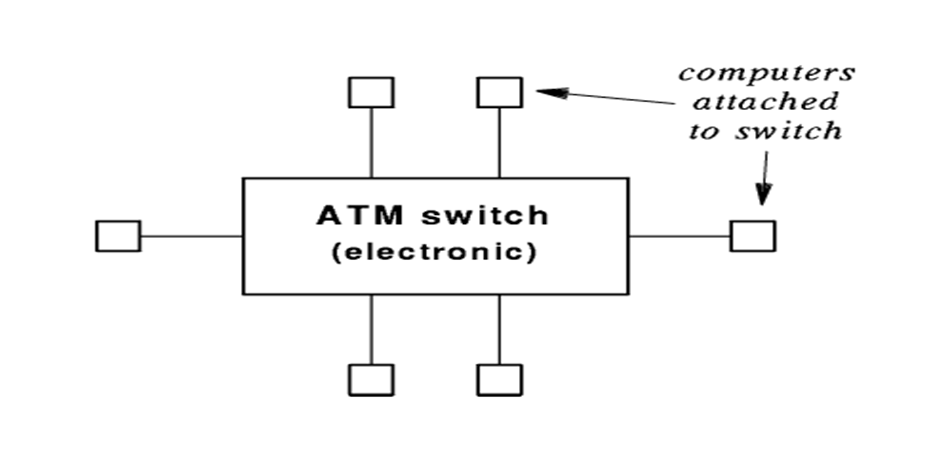 computers
attached
to switch
ATM switch
(electronic)